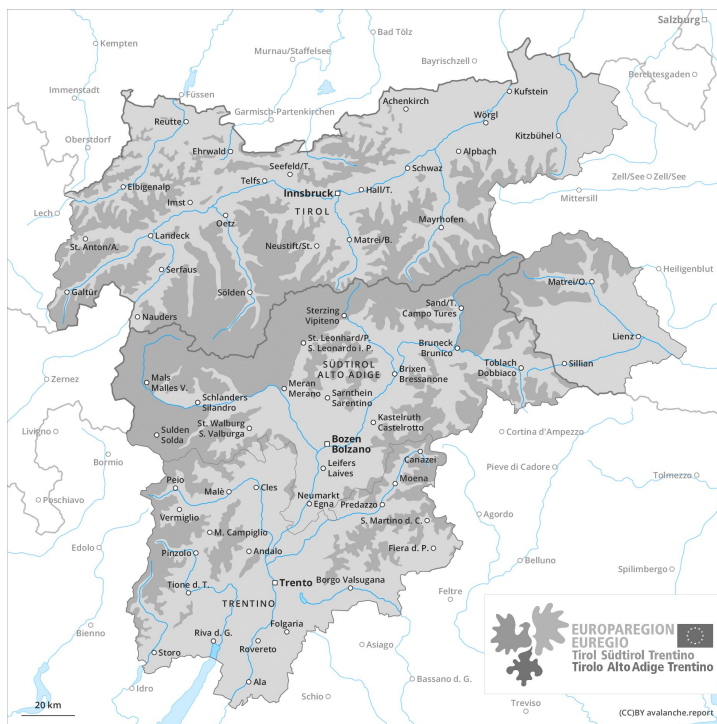 Salzburg
Kempten
Bad Tölz
Murnau/Staffelsee
Bayrischzell
Berchtesgaden
Immenstadt
Füssen
Kufstein
Achenkirch
Garmisch-Partenkirchen
Wörgl
Reutte
Kitzbühel
Oberstdorf
Ehrwald
Alpbach
Seefeld/T.
Schwaz
Telfs
Zell/See
Zell/See
Elbigenalp
Innsbruck
Hall/T.
Mittersill
Imst
TIROL
Lech
Oetz
Mayrhofen
Landeck
Matrei/B.
St. Anton/A.
Neustift/St.
Serfaus
Heiligenblut
Matrei/O.
Galtür
Sölden
Sand/T.
Campo Tures
Sterzing
Vipiteno
Nauders
Lienz
St. Leonhard/P.
S. Leonardo i. P.
Bruneck
Brunico
SÜDTIROL
ALTO ADIGE
Toblach
Dobbiaco
Sillian
Brixen
Bressanone
Zernez
Mals
Malles V.
Meran
Merano
Sarnthein
Sarentino
Schlanders
Silandro
St. Walburg
S. Valburga
Kastelruth
Castelrotto
Livigno
Sulden
Solda
Cortina d'Ampezzo
Bozen
Bolzano
Canazei
Bormio
Leifers
Laives
Pieve di Cadore
Tolmezzo
Peio
Moena
Cles
Malè
Neumarkt
Egna
Predazzo
Poschiavo
Vermiglio
Agordo
S. Martino d. C.
M. Campiglio
Edolo
Pinzolo
Andalo
Fiera d. P.
Belluno
Spilimbergo
Trento
Borgo Valsugana
Tione d. T.
Feltre
TRENTINO
Folgaria
Bienno
Riva d. G.
Rovereto
Asiago
Storo
Bassano d. G.
Ala
Idro
Schio
Treviso
EUROPAREGION
EUREGIO
Tirol Südtirol Trentino
Tirolo Alto Adige Trentino
20 km
(CC)BY avalanche.report